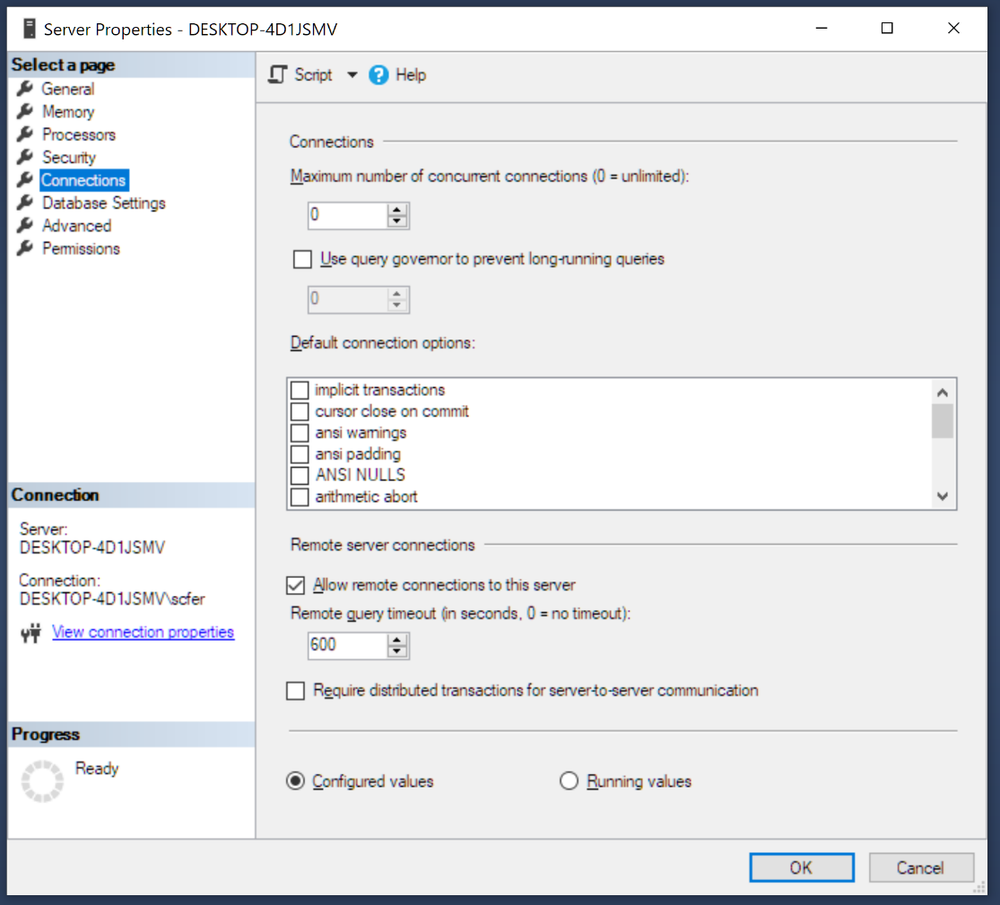 Server Properties - DESKTOP-4D1JSMV
Select a page
General
Memory
Processors
Security
Connections
Database Settings
Advanced
Permissions
Connection
Server:
DESKTOP-4D1JSMV
Connection:
DESKTOP-4D1JSMV\scfer
View connection properties
Progress
Ready
Script
? Help
Connections
Maximum number of concurrent connections (0 = unlimited):
0
Use query governor to prevent long-running queries
0
Default connection options:
implicit transactions
cursor close on commit
ansi warnings
ansi padding
ANSI NULLS
arithmetic abort
Remote server connections
Allow remote connections to this server
Remote query timeout (in seconds, 0 = no timeout):
600
Require distributed transactions for server-to-server communication
Configured values
Running values
OK
Cancel